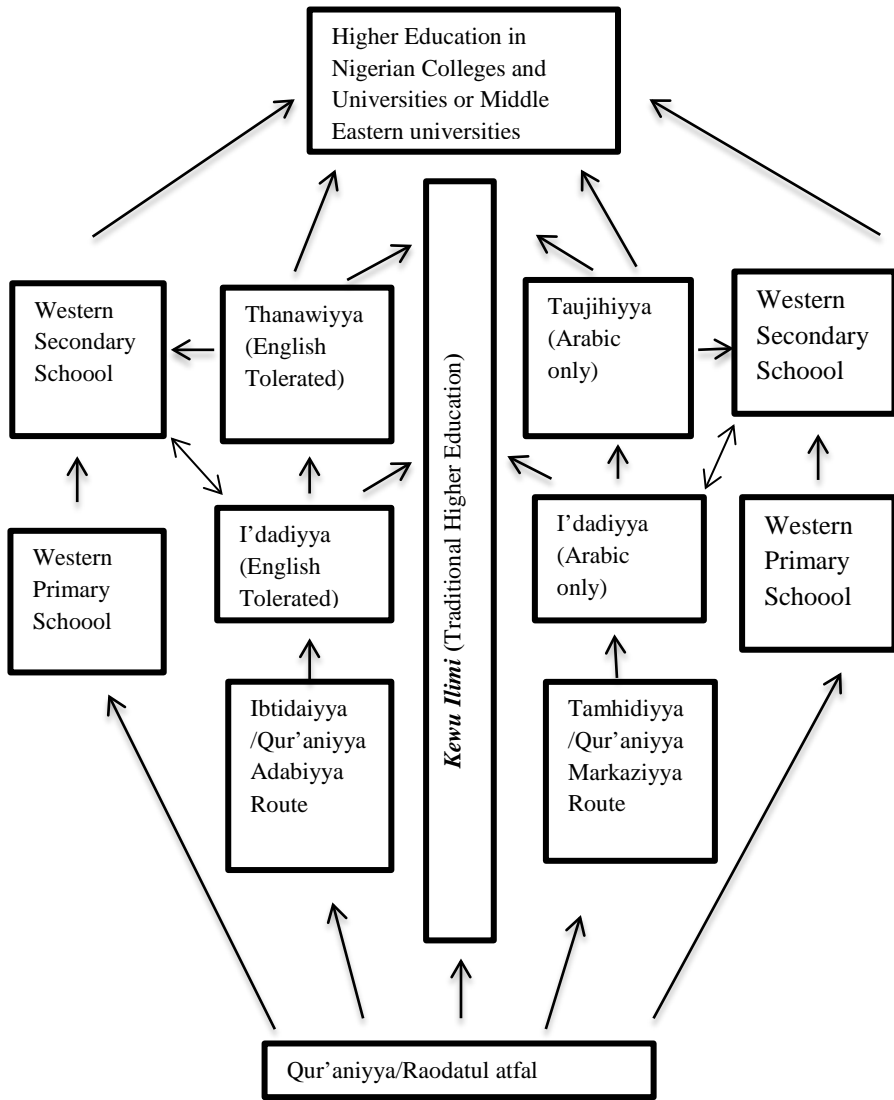 Higher Education in
Nigerian Colleges and
Universities or Middle
Eastern universities
Western
Secondary
Schoool
Thanawiyya
(English
Tolerated)
Kewu Ilimi (Traditional Higher Education)
Taujihiyya
(Arabic
only)
Western
Secondary
Schoool
Western
Primary
Schoool
I’dadiyya
(English
Tolerated)
I’dadiyya
(Arabic
only)
Western
Primary
Schoool
Ibtidaiyya
/Qur’aniyya
Adabiyya
Route
Tamhidiyya
/Qur’aniyya
Markaziyya
Route
Qur’aniyya/Raodatul atfal